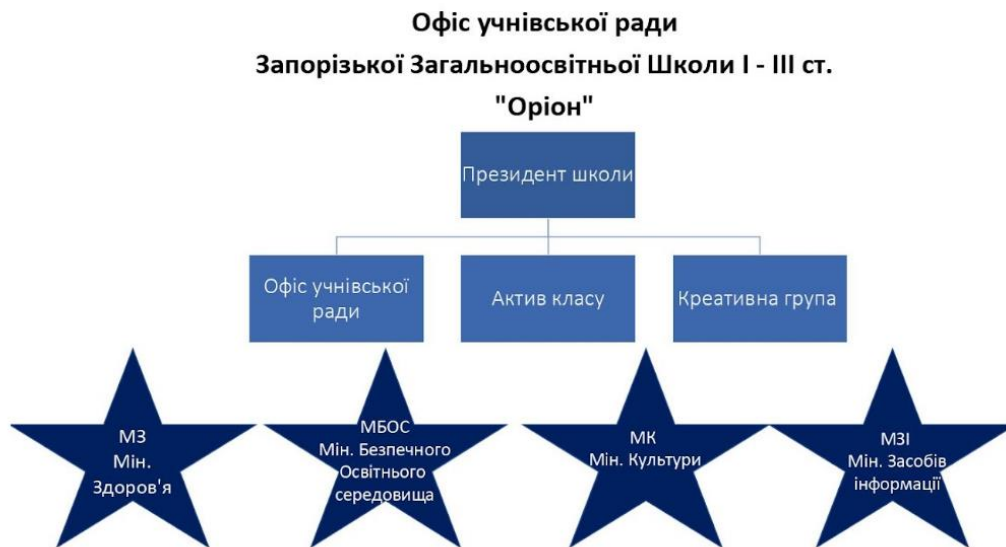 Офіс учнівської ради
Запорізької Загальноосвітньої Школи І - ІІІ ст.
"Оріон"
Президент школи
Офіс учнівської
ради
Актив класу
Креативна група
МЗ
Мін.
Здоров'я
МБОС
Мін. Безпечного
Освітнього
середовища
МК
Мін. Культури
МЗІ
Мін. Засобів
інформації